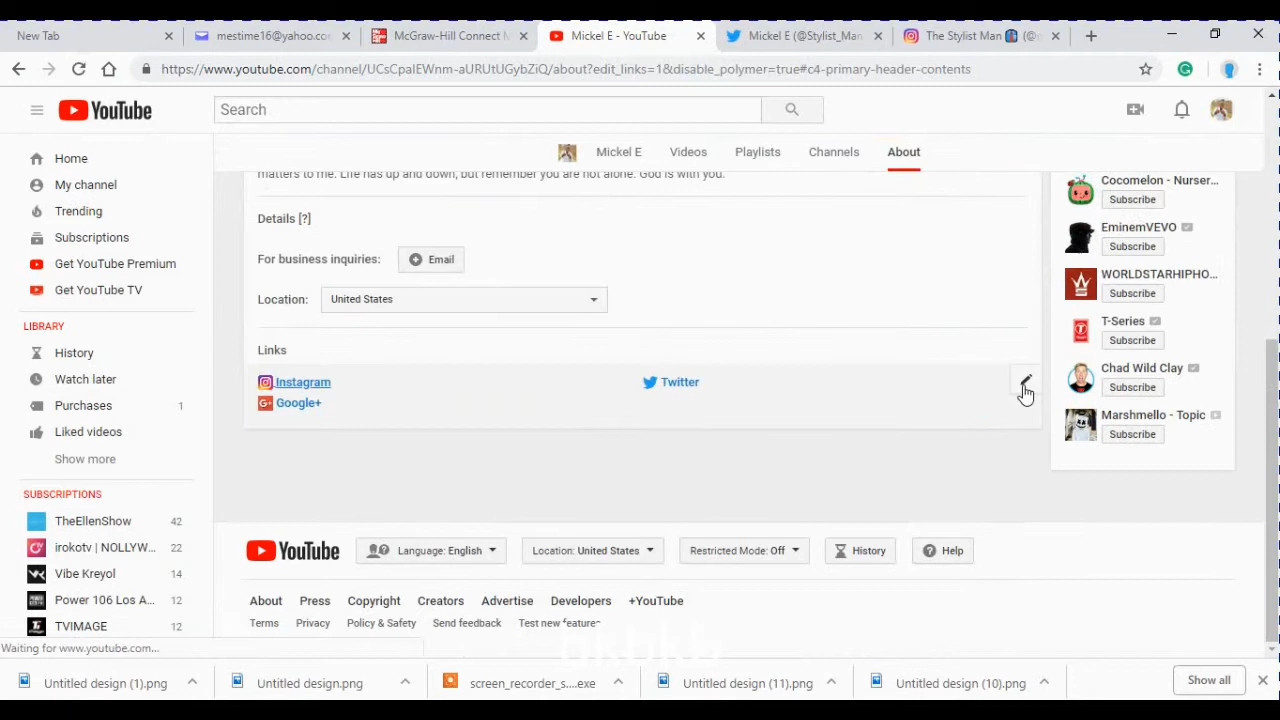 New Tab
mestime16@yahoo.co
McGraw-Hill Connect M
Mickel E - YouTube
Mickel E (@Stylist_Man
The Stylist Man
https://www.youtube.com/channel/UCsCpaIEWnm-aURUtUGybZiQ/about?edit_links=1&disable_polymer=true#c4-primary-header-contents
YouTube
Search
Mickel E
Videos
Playlists
Channels
About
Home
My channel
Trending
Subscriptions
Get YouTube Premium
Get YouTube TV
LIBRARY
History
Watch later
Purchases 1
Liked videos
Show more
SUBSCRIPTIONS
TheEllenShow 42
irokotv | NOLLYW... 22
Vibe Kreyol 14
Power 106 Los A... 12
TVIMAGE 12
matters to me. Life has up and down, but remember you are not alone. God is with you.
Details [?]
For business inquiries: Email
Location: United States
Links
Instagram
Twitter
Google+
Cocomelon - Nurser...
Subscribe
EminemVEVO
Subscribe
WORLDSTARHIPHO...
Subscribe
T-Series
Subscribe
Chad Wild Clay
Subscribe
Marshmello - Topic
Subscribe
YouTube
Language: English
Location: United States
Restricted Mode: Off
History
Help
About Press Copyright Creators Advertise Developers +YouTube
Terms Privacy Policy & Safety Send feedback Test new features
Waiting for www.youtube.com...
Untitled design (1).png
Untitled design.png
screen_recorder_s....exe
Untitled design (11).png
Untitled design (10).png
Show all